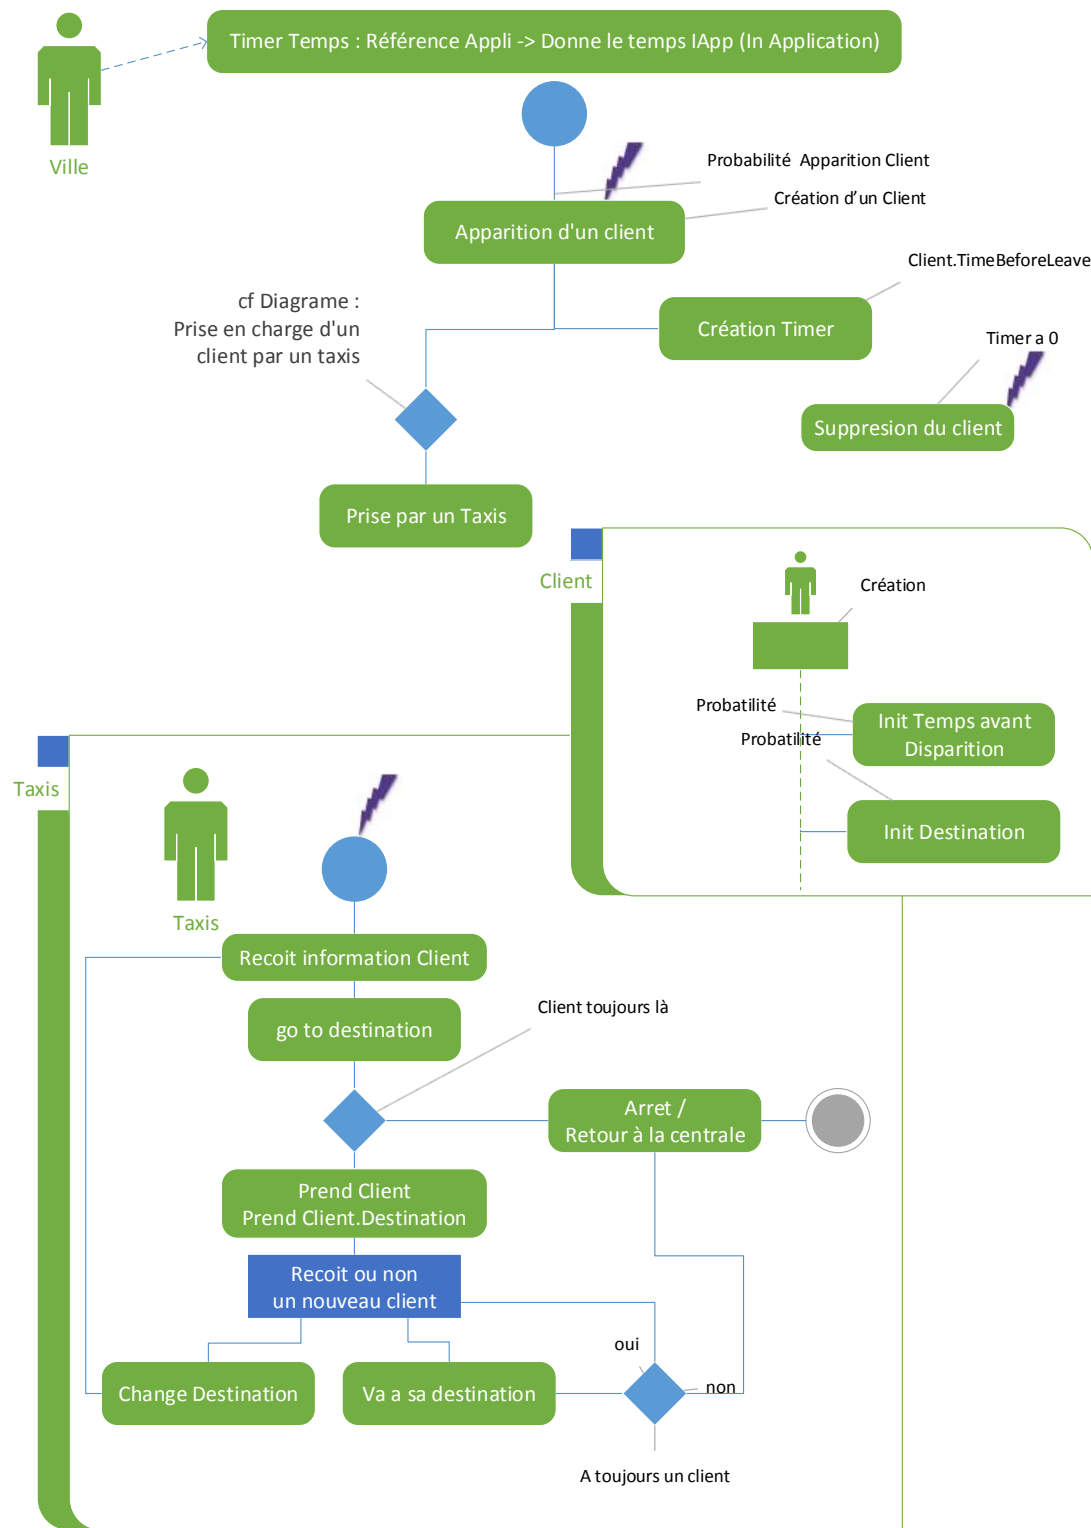 Timer Temps : Référence Appli -> Donne le temps IApp (In Application)
Ville
Probabilité Apparition Client
Création d'un Client
Apparition d'un client
Client.TimeBeforeLeave
cf Diagrame :
Prise en charge d'un
client par un taxis
Création Timer
Timer a 0
Suppresion du client
Prise par un Taxis
Client
Création
Probatilité
Init Temps avant
Disparition
Probatilité
Init Destination
Taxis
Taxis
Recoit information Client
go to destination
Client toujours là
Arret /
Retour à la centrale
Prend Client
Prend Client.Destination
Recoit ou non
un nouveau client
oui
non
Change Destination
Va a sa destination
A toujours un client